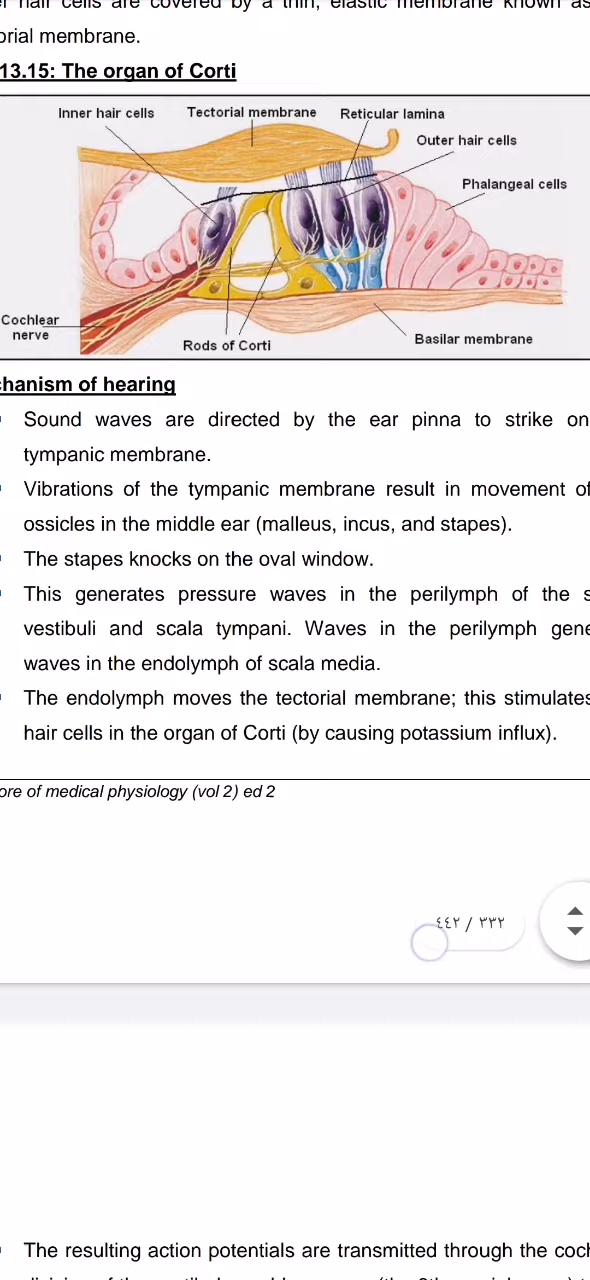 er hair cells are covered by a thin, elastic membrane known as
orial membrane.
13.15: The organ of Corti
Inner hair cells
Tectorial membrane
Reticular lamina
Outer hair cells
Phalangeal cells
Cochlear
nerve
Rods of Corti
Basilar membrane
chanism of hearing
Sound waves are directed by the ear pinna to strike on
tympanic membrane.
Vibrations of the tympanic membrane result in movement of
ossicles in the middle ear (malleus, incus, and stapes).
The stapes knocks on the oval window.
This generates pressure waves in the perilymph of the s
vestibuli and scala tympani. Waves in the perilymph gene
waves in the endolymph of scala media.
The endolymph moves the tectorial membrane; this stimulates
hair cells in the organ of Corti (by causing potassium influx).
ore of medical physiology (vol 2) ed 2
٤٤٢ / ٣٣٢
The resulting action potentials are transmitted through the coch